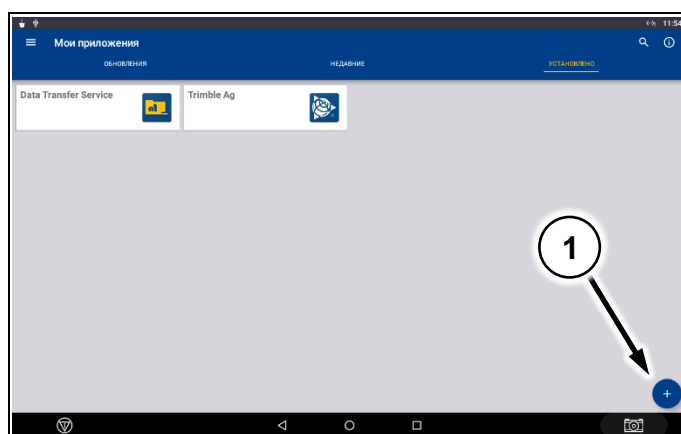 11:54
Мои приложения
ОБНОВЛЕНИЯ НЕДАВНИЕ УСТАНОВЛЕНО
Data Transfer Service Trimble Ag
1